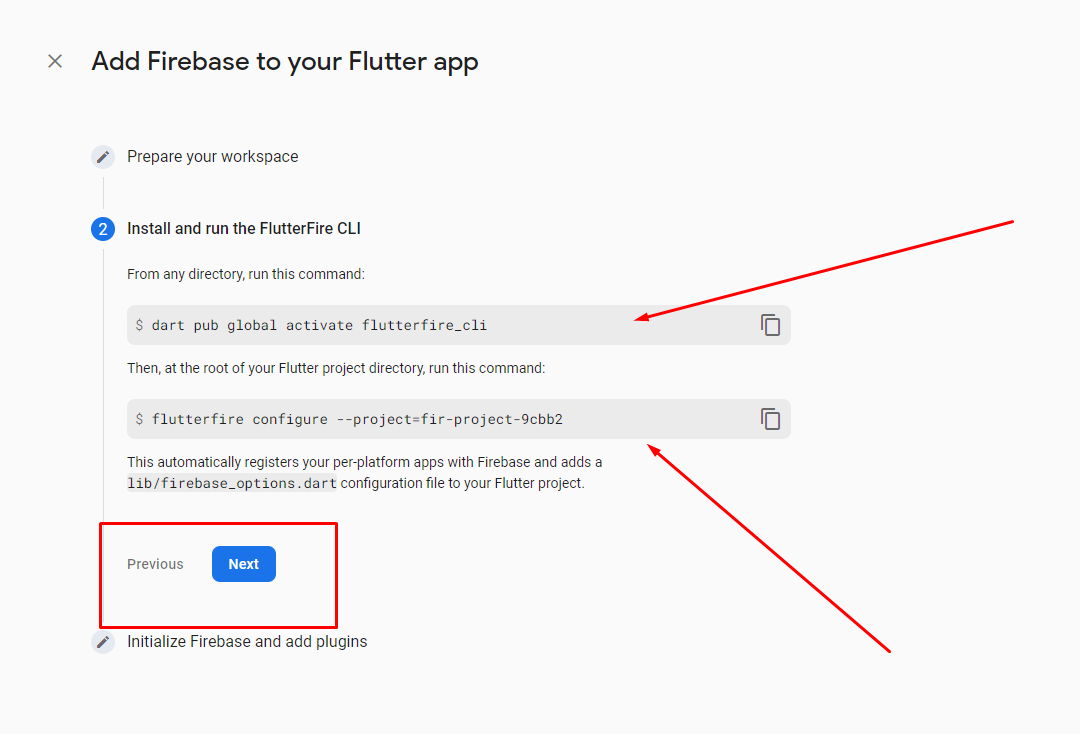 Add Firebase to your Flutter app
Prepare your workspace
2 Install and run the FlutterFire CLI
From any directory, run this command:
$ dart pub global activate flutterfire_cli
Then, at the root of your Flutter project directory, run this command:
$ flutterfire configure --project=fir-project-9cbb2
This automatically registers your per-platform apps with Firebase and adds a
lib/firebase_options.dart configuration file to your Flutter project.
Previous Next
Initialize Firebase and add plugins